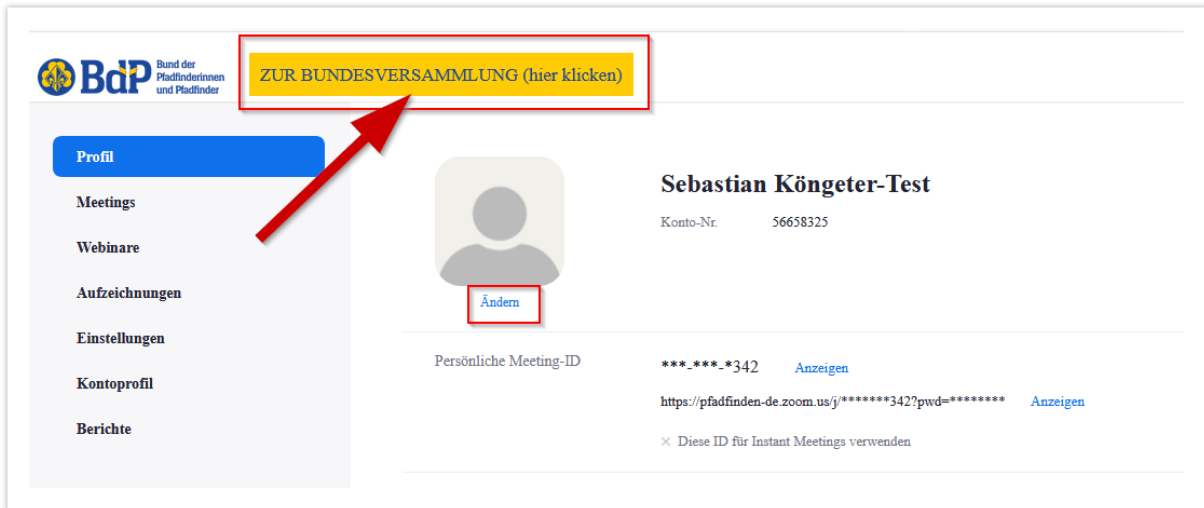 BdP Bund der
Pfadfinderinnen
und Pfadfinder
ZUR BUNDESVERSAMMLUNG (hier klicken)
Profil
Meetings
Webinare
Aufzeichnungen
Einstellungen
Kontoprofil
Berichte
Ändern
Sebastian Köngeter-Test
Konto-Nr. 56658325
Persönliche Meeting-ID ***-***-*342 Anzeigen
https://pfadfinden-de.zoom.us/j/*******342?pwd=******** Anzeigen
× Diese ID für Instant Meetings verwenden